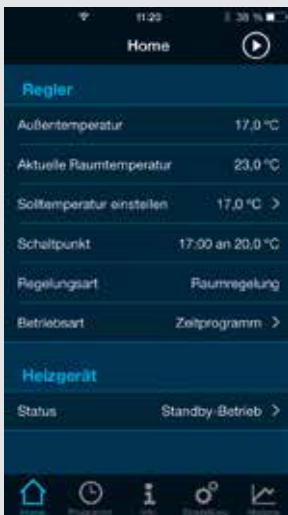 11:20 38 %
Home
Regler
Außentemperatur 17,0 °C
Aktuelle Raumtemperatur 23,0 °C
Solltemperatur einstellen 17,0 °C >
Schaltpunkt 17:00 an 20,0 °C
Regelungsart Raumregelung
Betriebsart Zeitprogramm >
Heizgerät
Status Standby-Betrieb >
Home Programm Info